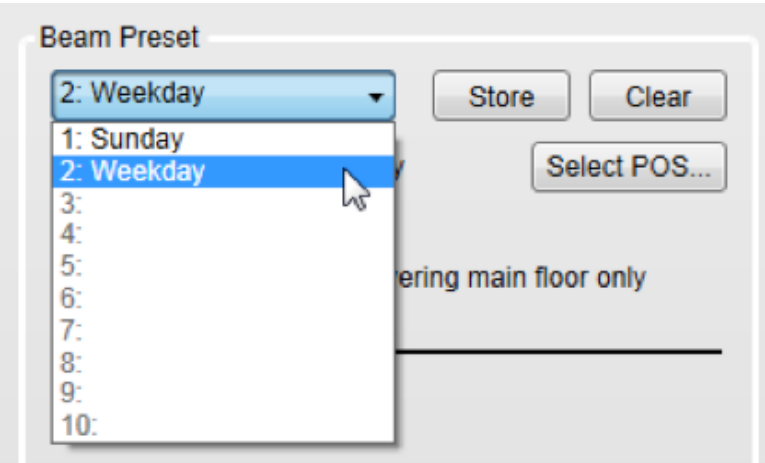 Beam Preset
2: Weekday
Store
Clear
1: Sunday
2: Weekday
Select POS...
3:
4:
5:
ering main floor only
6:
7:
8:
9:
10: